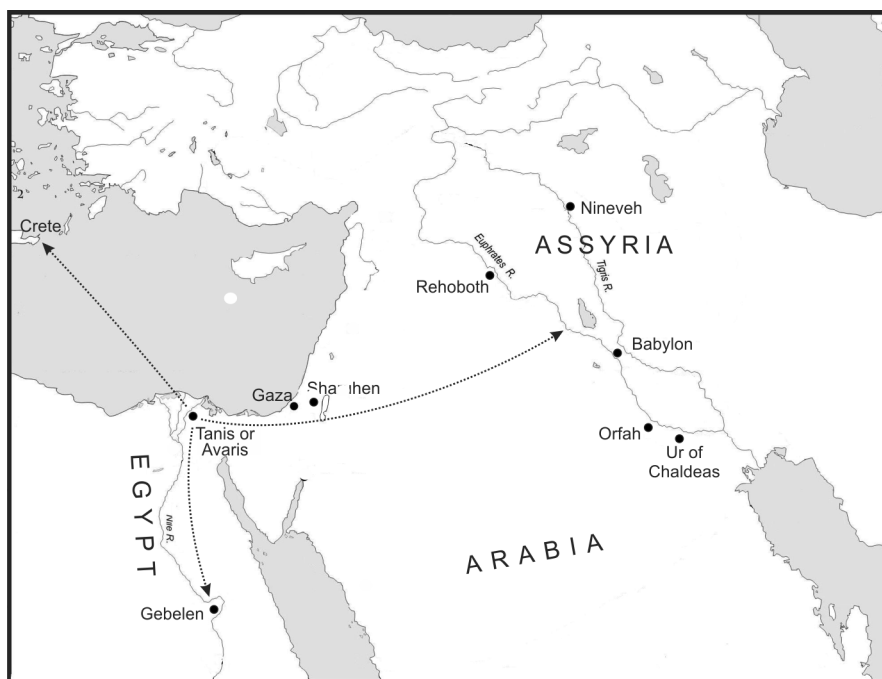 2
Crete
Nineveh
ASSYRIA
Euphrates R.
Tigris R.
Rehoboth
Babylon
Gaza
Tanis or
Avaris
Orfah
Ur of
Chaldeas
EGYPT
Nile R.
ARABIA
Gebelen